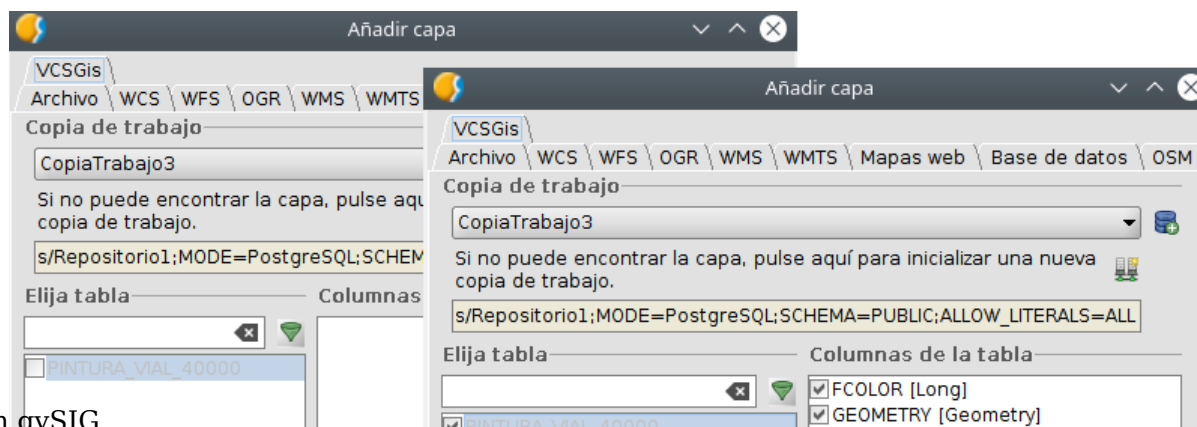 Añadir capa
VCSGis
Archivo WCS WFS OGR WMS WMTS
Copia de trabajo
CopiaTrabajo3
Si no puede encontrar la capa, pulse aqu
copia de trabajo.
s/Repositorio1;MODE=PostgreSQL;SCHEM
Elija tabla Columnas
PINTURA_VIAL_40000
n gvSIG
Añadir capa
VCSGis
Archivo WCS WFS OGR WMS WMTS Mapas web Base de datos OSM
Copia de trabajo
CopiaTrabajo3
Si no puede encontrar la capa, pulse aquí para inicializar una nueva
copia de trabajo.
s/Repositorio1;MODE=PostgreSQL;SCHEMA=PUBLIC;ALLOW_LITERALS=ALL
Elija tabla Columnas de la tabla
FCOLOR [Long]
GEOMETRY [Geometry]
PINTURA_VIAL_40000